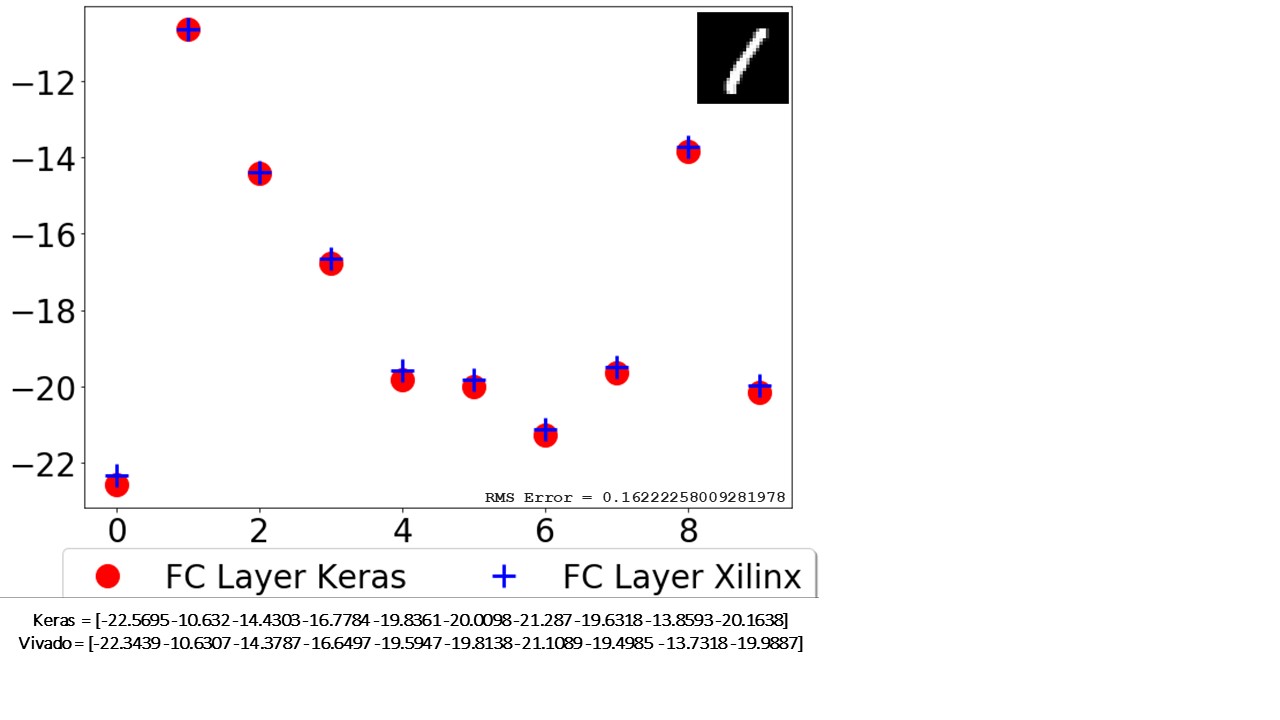 −12
−14
−16
−18
−20
−22
RMS Error = 0.16222258009281978
0 2 4 6 8
FC Layer Keras FC Layer Xilinx
Keras = [-22.5695 -10.632 -14.4303 -16.7784 -19.8361 -20.0098 -21.287 -19.6318 -13.8593 -20.1638]
Vivado = [-22.3439 -10.6307 -14.3787 -16.6497 -19.5947 -19.8138 -21.1089 -19.4985 -13.7318 -19.9887]